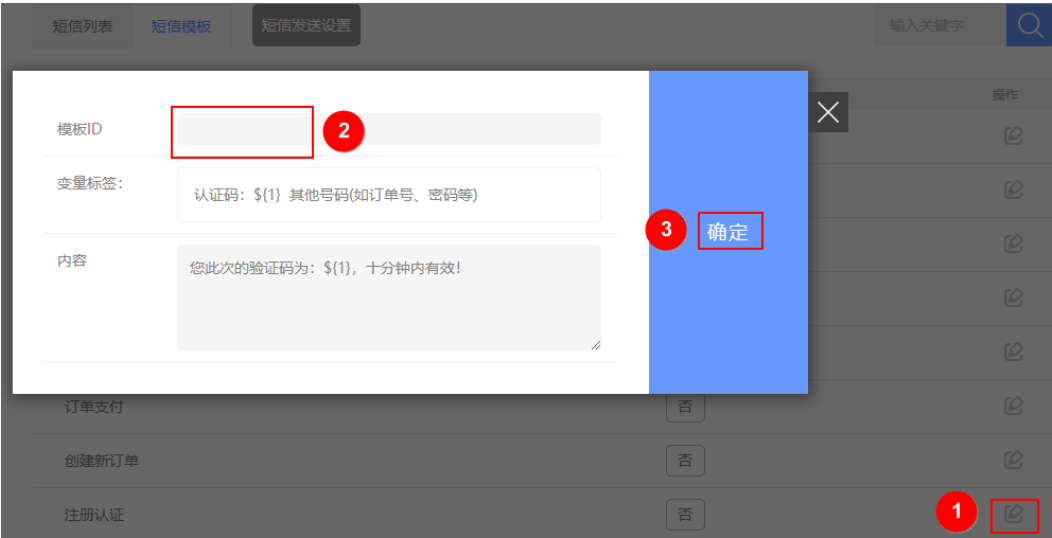 短信列表 短信模板 短信发送设置 输入关键字
操作
模板ID 2
变量标签: 认证码: ${1} 其他号码(如订单号、密码等)
3 确定
内容 您此次的验证码为: ${1}, 十分钟内有效!
订单支付 否
创建新订单 否
注册认证 否 1